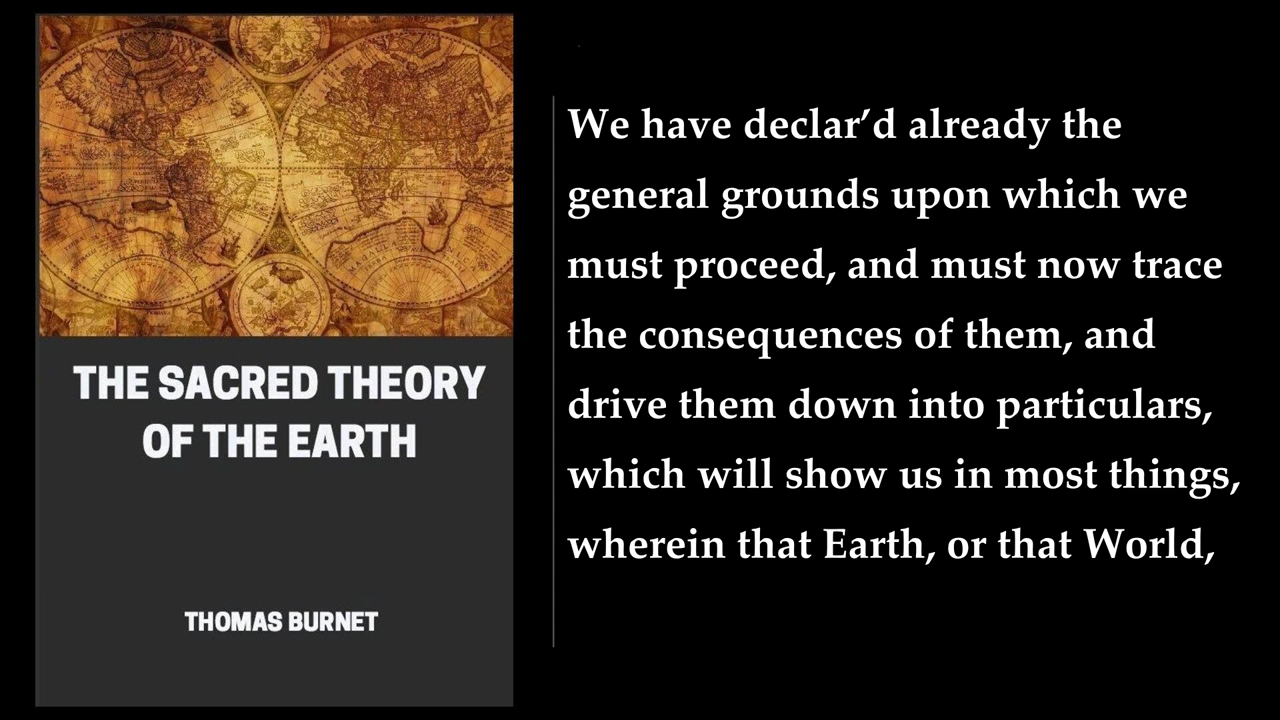 THE SACRED THEORY
OF THE EARTH
THOMAS BURNET
We have declar’d already the
general grounds upon which we
must proceed, and must now trace
the consequences of them, and
drive them down into particulars,
which will show us in most things,
wherein that Earth, or that World,